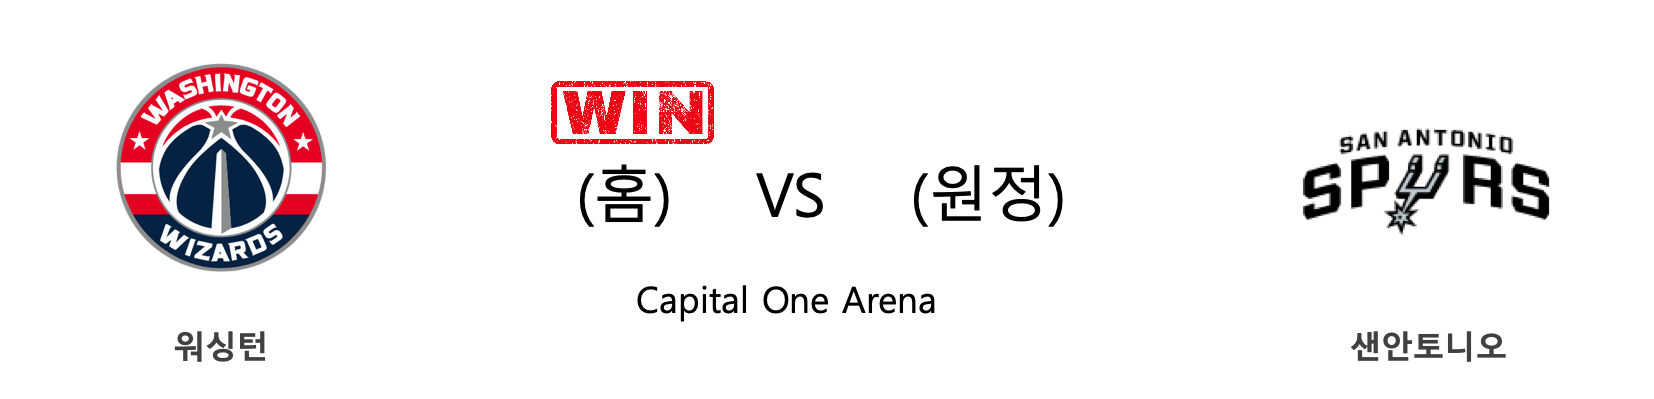 WASHINGTON
WIZARDS
워싱턴
WIN
(홈) VS (원정)
Capital One Arena
SAN ANTONIO
SPURS
샌안토니오